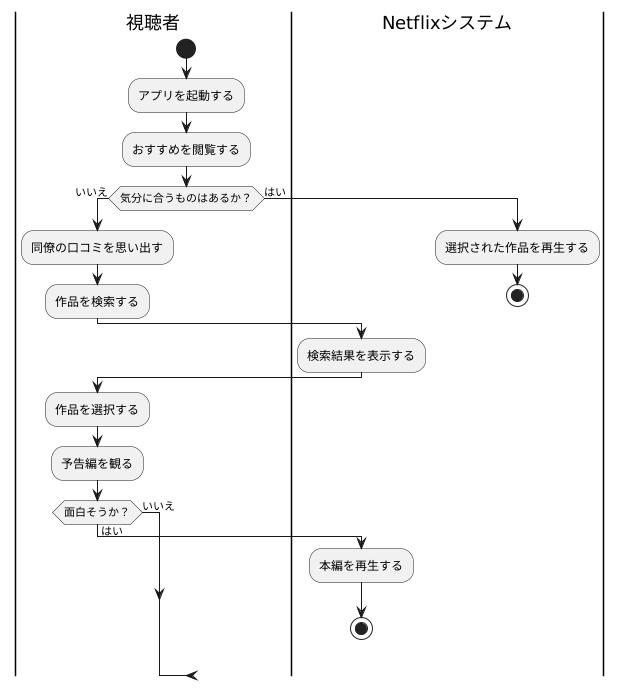 視聴者
Netflixシステム
アプリを起動する
おすすめを閲覧する
いいえ
気分に合うものはあるか？
はい
同僚の口コミを思い出す
選択された作品を再生する
作品を検索する
検索結果を表示する
作品を選択する
予告編を観る
面白そうか？
いいえ
はい
本編を再生する